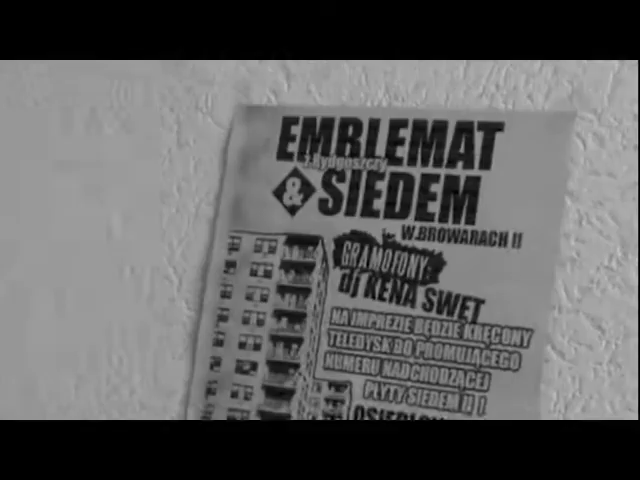 EMBLEMAT
z Bydgoszczy
& SIEDEM
W.BROWARACH !!
GRAMOFONY
dj KENA SWET
NA IMPREZIE BĘDZIE KRĘCONY
TELEDYSK DO PROMUJĄCEGO
NUMERU NADCHODZĄCEJ
PŁYTY SIEDEM !! !